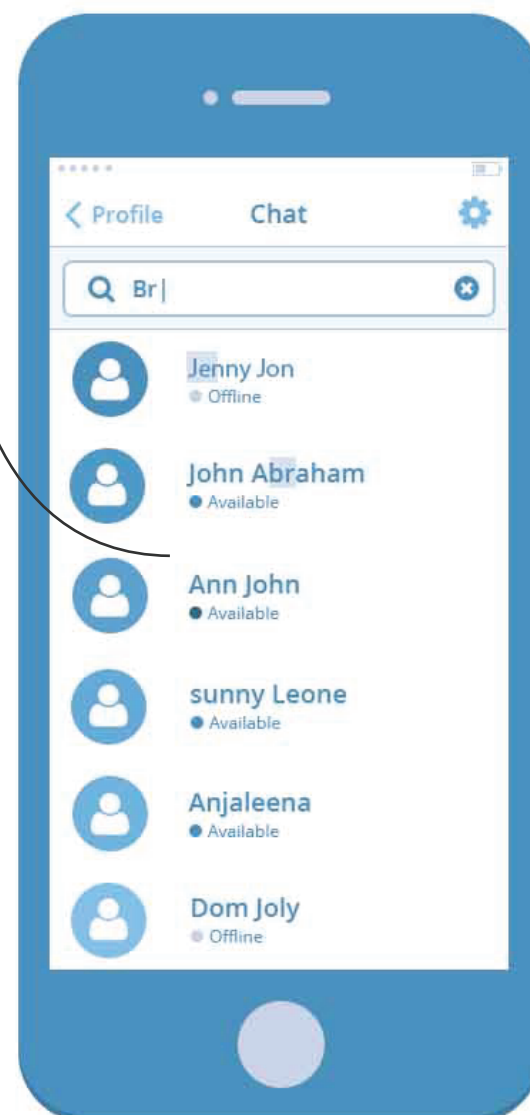 Profile Chat
Br
Jenny Jon
Offline
John Abraham
Available
Ann John
Available
sunny Leone
Available
Anjaleena
Available
Dom Joly
Offline